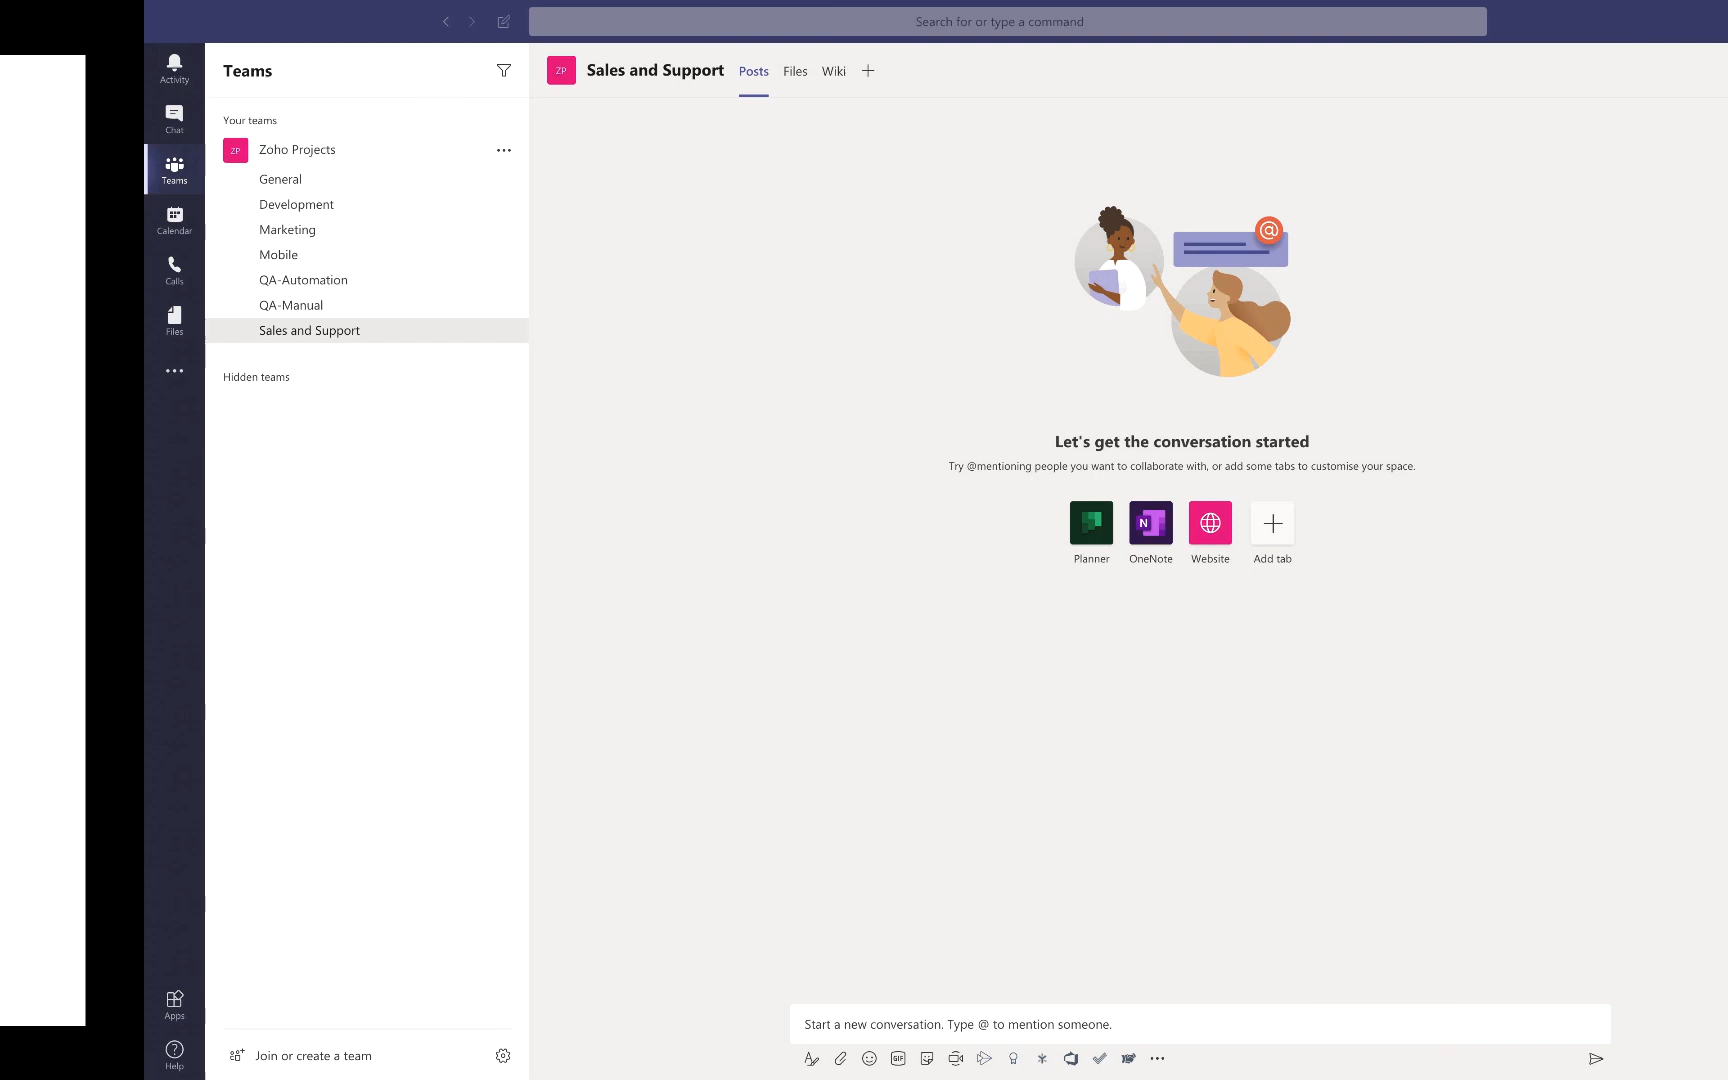 Search for or type a command
Activity
Chat
Teams
Calendar
Calls
Files
Apps
Help
Teams
Your teams
ZP Zoho Projects
General
Development
Marketing
Mobile
QA-Automation
QA-Manual
Sales and Support
Hidden teams
Join or create a team
ZP Sales and Support Posts Files Wiki
@
Let's get the conversation started
Try @mentioning people you want to collaborate with, or add some tabs to customise your space.
N
Planner OneNote Website Add tab
Start a new conversation. Type @ to mention someone.
GIF